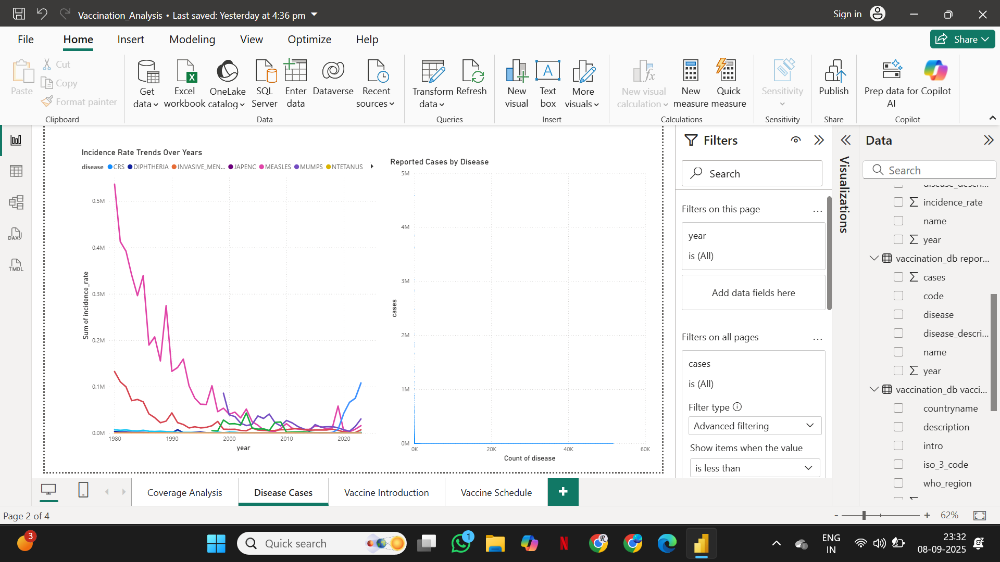 Vaccination_Analysis • Last saved: Yesterday at 4:36 pm
Sign in
File Home Insert Modeling View Optimize Help
Share
Paste
Cut
Copy
Format painter
Clipboard
Get data
Excel workbook
OneLake catalog
SQL Server
Enter data
Dataverse
Recent sources
Data
Transform data
Refresh
Queries
New visual
Text box
More visuals
Insert
New visual calculation
New measure
Quick measure
Calculations
Sensitivity
Sensitivity
Publish
Share
Prep data for AI
Copilot
Copilot
DAX
TMDL
Incidence Rate Trends Over Years
disease CRS DIPHTHERIA INVASIVE_MEN... JAPENC MEASLES MUMPS NTETANUS
Sum of incidence_rate
0.5M
0.4M
0.3M
0.2M
0.1M
0.0M
1980 1990 2000 2010 2020
year
Reported Cases by Disease
cases
5M
4M
3M
2M
1M
0M
0K 20K 40K 60K
Count of disease
Filters
Search
Filters on this page
...
year
is (All)
Add data fields here
Filters on all pages
...
cases
is (All)
Filter type
Advanced filtering
Show items when the value
is less than
Visualizations
Data
Search
disease_descri...
incidence_rate
name
year
vaccination_db repor...
cases
code
disease
disease_descri...
name
year
vaccination_db vacci...
countryname
description
intro
iso_3_code
who_region
Coverage Analysis
Disease Cases
Vaccine Introduction
Vaccine Schedule
+
Page 2 of 4
- + 62%
3
Quick search
1
ENG
IN
23:32
08-09-2025